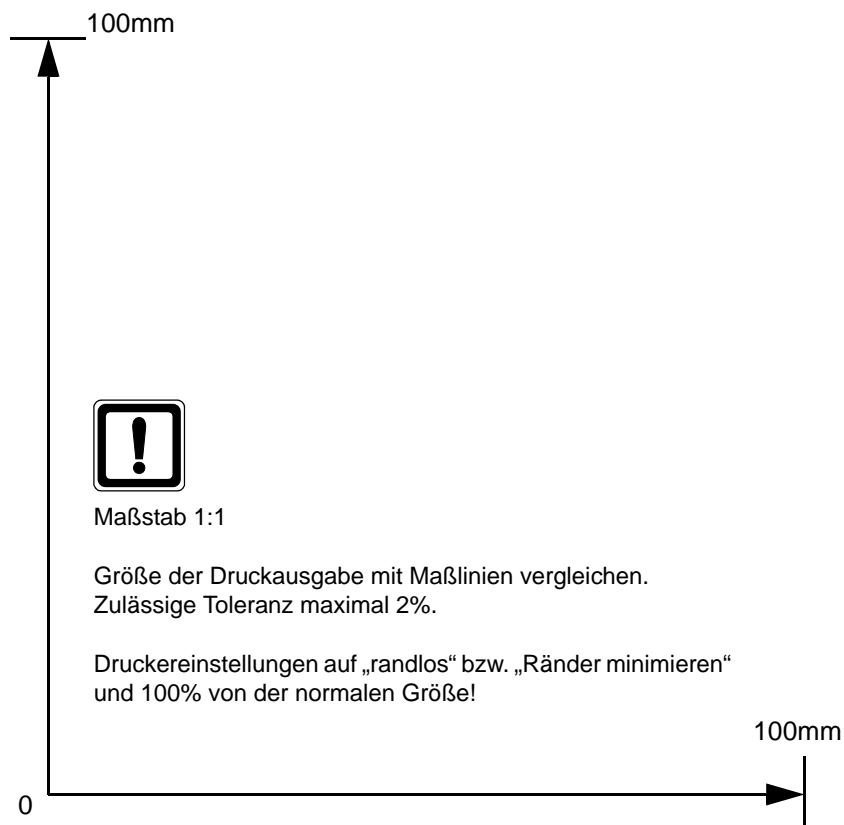 100mm
Maßstab 1:1
Größe der Druckausgabe mit Maßlinien vergleichen.
Zulässige Toleranz maximal 2%.
Druckereinstellungen auf „randlos“ bzw. „Ränder minimieren“
und 100% von der normalen Größe!
100mm
0